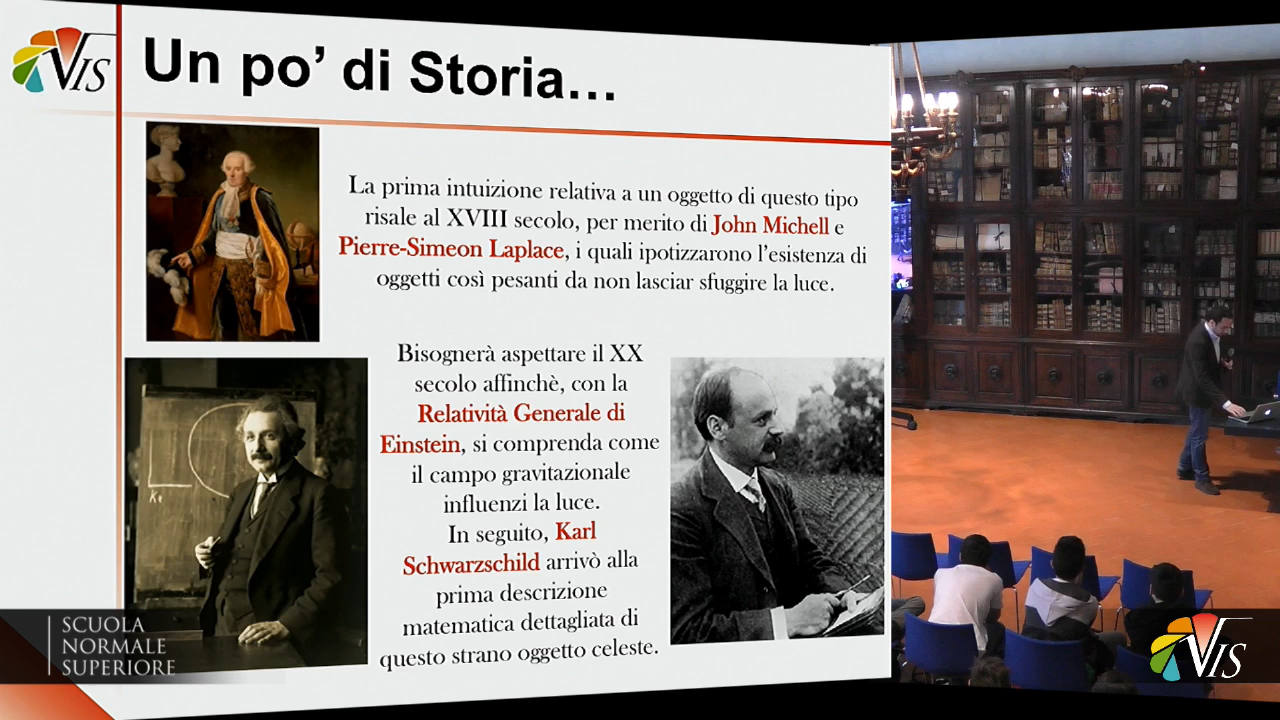 VIS
Un po’ di Storia...
La prima intuizione relativa a un oggetto di questo tipo
risale al XVIII secolo, per merito di John Michell e
Pierre-Simeon Laplace, i quali ipotizzarono l’esistenza di
oggetti così pesanti da non lasciar sfuggire la luce.
Bisognerà aspettare il XX
secolo affinchè, con la
Relatività Generale di
Einstein, si comprenda come
il campo gravitazionale
influenzi la luce.
In seguito, Karl
Schwarzschild arrivò alla
prima descrizione
matematica dettagliata di
questo strano oggetto celeste.
SCUOLA
NORMALE
SUPERIORE
VIS